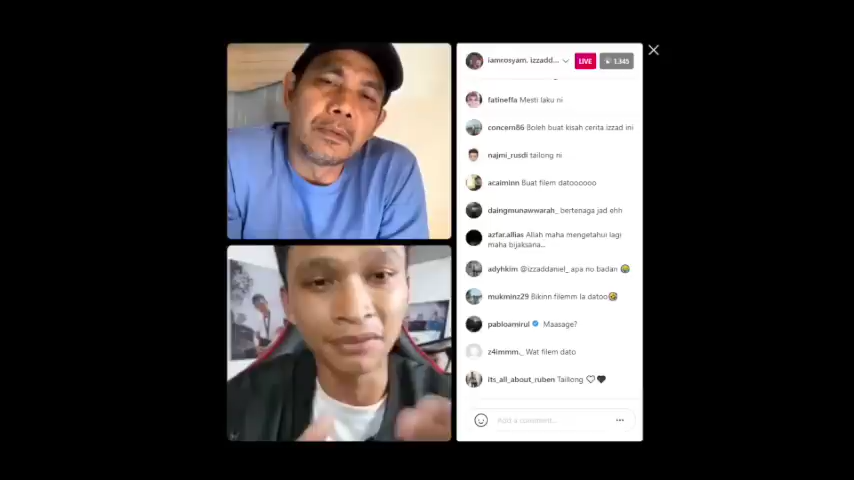 iamrosyam. izzadd...
LIVE
1,345
fatineffa Mesti laku ni
concern86 Boleh buat kisah cerita izzad ini
najmi_rusdi tailong ni
acaiminn Buat filem datoooooo
daingmunawwarah_ bertenaga jad ehh
azfar.allias Allah maha mengetahui lagi
maha bijaksana...
adyhkim @izzaddaniel_ apa no badan
mukminz29 Bikinn filemm la datoo
pabloamirul Maasage?
z4immm._ Wat filem dato
its_all_about_ruben Taillong
Add a comment...